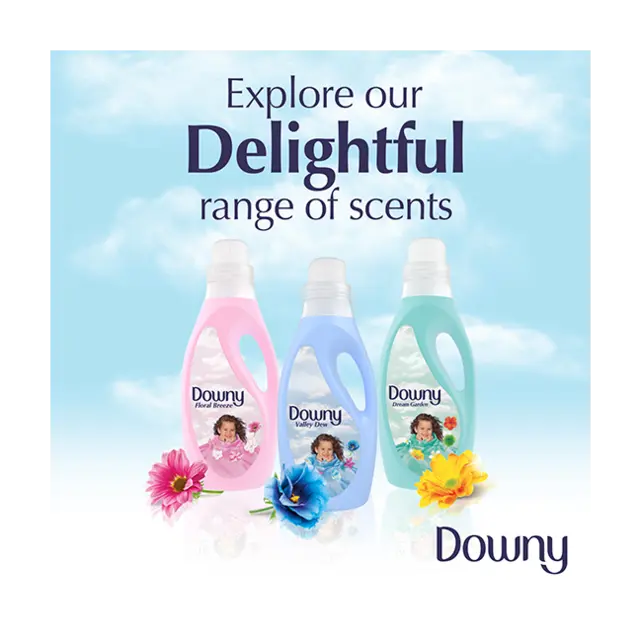 Explore our
Delightful
range of scents
Downy
Floral Breeze
Downy
Valley Dew
Downy
Dream Garden
Downy